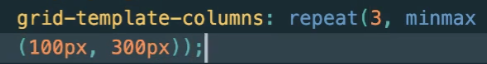 grid-template-columns: repeat(3, minmax
(100px, 300px));